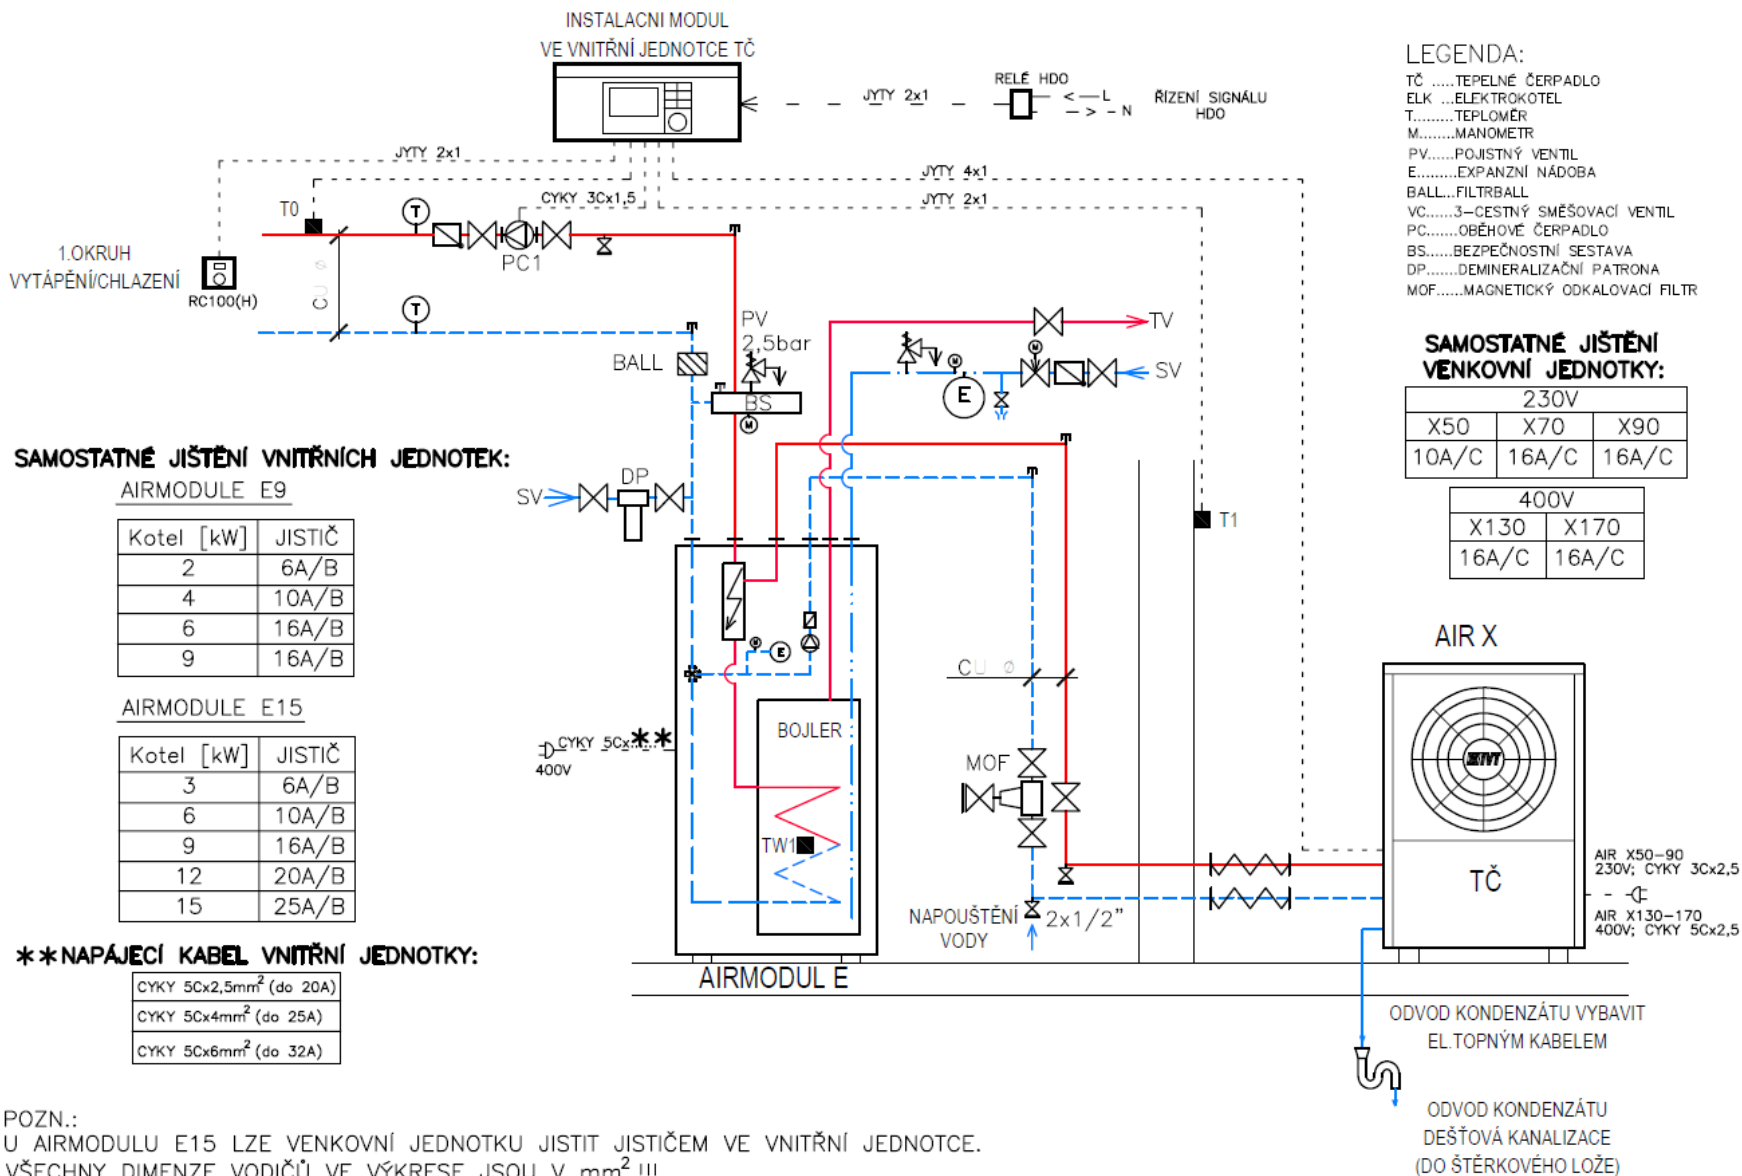 INSTALACNI MODUL
VE VNITŘNÍ JEDNOTCE TČ
RELÉ HDO
JYTY 2x1
L
N
ŘÍZENÍ SIGNÁLU
HDO
LEGENDA:
TČ .....TEPELNÉ ČERPADLO
ELK ...ELEKTROKOTEL
T.........TEPLOMĚR
M........MANOMETR
PV......POJISTNÝ VENTIL
E.........EXPANZNÍ NÁDOBA
BALL...FILTRBALL
VC......3-CESTNÝ SMĚŠOVACÍ VENTIL
PC......OBĚHOVÉ ČERPADLO
BS......BEZPEČNOSTNÍ SESTAVA
DP......DEMINERALIZAČNÍ PATRONA
MOF.....MAGNETICKÝ ODKALOVACÍ FILTR
JYTY 2x1
JYTY 4x1
CYKY 3Cx1,5
JYTY 2x1
T0
T
PC1
1.OKRUH
VYTÁPĚNÍ/CHLAZENÍ
RC100(H)
CU ø
T
PV
2,5bar
BALL
BS
M
TV
M
M
SV
E
SAMOSTATNÉ JIŠTĚNÍ
VENKOVNÍ JEDNOTKY:
230V
X50 X70 X90
10A/C 16A/C 16A/C
400V
X130 X170
16A/C 16A/C
SAMOSTATNÉ JIŠTĚNÍ VNITŘNÍCH JEDNOTEK:
AIRMODULE E9
Kotel [kW] JISTIČ
2 6A/B
4 10A/B
6 16A/B
9 16A/B
AIRMODULE E15
Kotel [kW] JISTIČ
3 6A/B
6 10A/B
9 16A/B
12 20A/B
15 25A/B
DP
SV
T1
M
E
CU ø
BOJLER
CYKY 5Cx......**
400V
MOF
TW1
NAPOUŠTĚNÍ
VODY
2x1/2"
AIRMODUL E
AIR X
IVT
TČ
AIR X50-90
230V; CYKY 3Cx2,5
AIR X130-170
400V; CYKY 5Cx2,5
**NAPÁJECÍ KABEL VNITŘNÍ JEDNOTKY:
CYKY 5Cx2,5mm² (do 20A)
CYKY 5Cx4mm² (do 25A)
CYKY 5Cx6mm² (do 32A)
ODVOD KONDENZÁTU VYBAVIT
EL.TOPNÝM KABELEM
ODVOD KONDENZÁTU
DEŠŤOVÁ KANALIZACE
(DO ŠTĚRKOVÉHO LOŽE)
POZN.:
U AIRMODULU E15 LZE VENKOVNÍ JEDNOTKU JISTIT JISTIČEM VE VNITŘNÍ JEDNOTCE.
VŠECHNY DIMENZE VODIČŮ VE VÝKRESE JSOU V mm² !!!